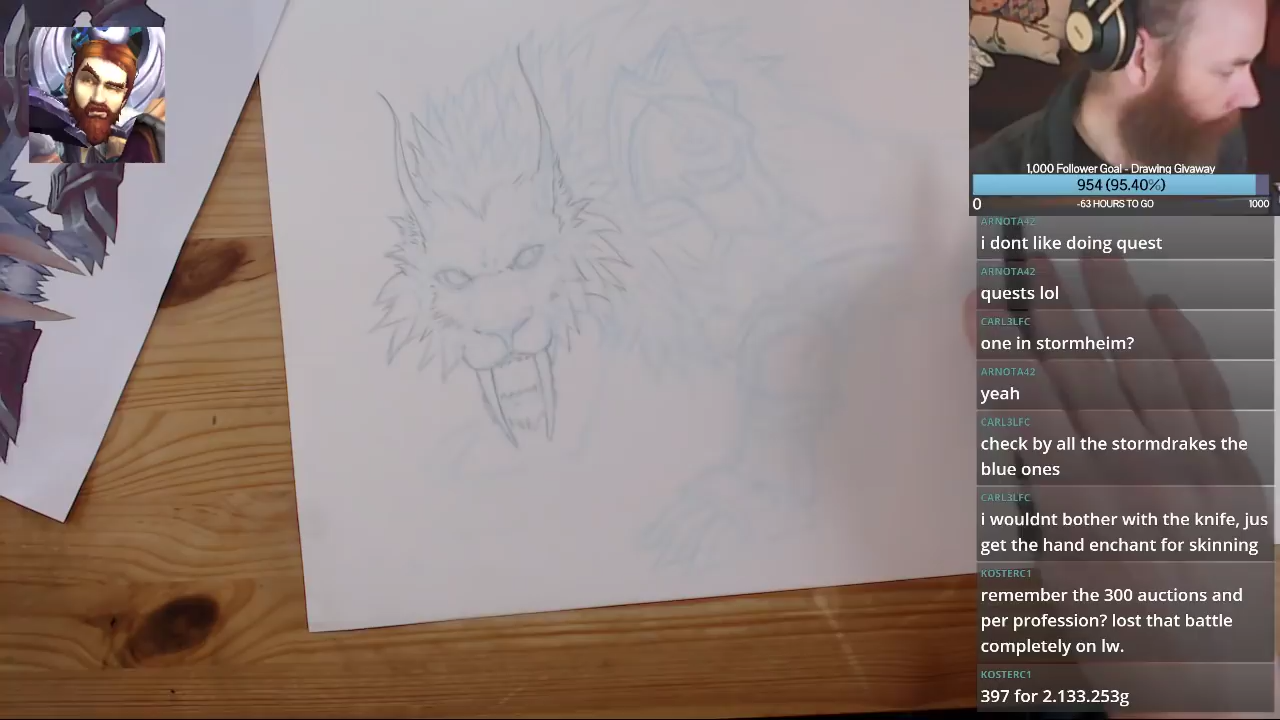 1,000 Follower Goal - Drawing Givaway
954 (95.40%)
0
-63 HOURS TO GO
1000
ARNOTA42
i dont like doing quest
ARNOTA42
quests lol
CARL3LFC
one in stormheim?
ARNOTA42
yeah
CARL3LFC
check by all the stormdrakes the
blue ones
CARL3LFC
i wouldnt bother with the knife, jus
get the hand enchant for skinning
KOSTERC1
remember the 300 auctions and
per profession? lost that battle
completely on lw.
KOSTERC1
397 for 2.133.253g